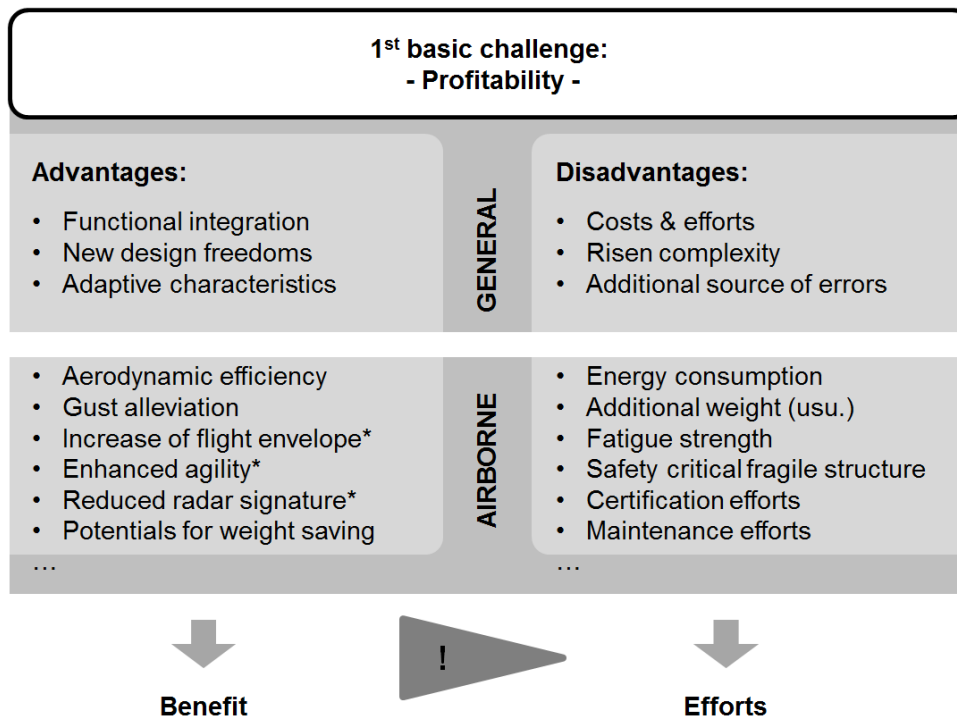 1st basic challenge:
- Profitability -
Advantages:
• Functional integration
• New design freedoms
• Adaptive characteristics
GENERAL
Disadvantages:
• Costs & efforts
• Risen complexity
• Additional source of errors
• Aerodynamic efficiency
• Gust alleviation
• Increase of flight envelope*
• Enhanced agility*
• Reduced radar signature*
• Potentials for weight saving
…
AIRBORNE
• Energy consumption
• Additional weight (usu.)
• Fatigue strength
• Safety critical fragile structure
• Certification efforts
• Maintenance efforts
…
Benefit
!
Efforts